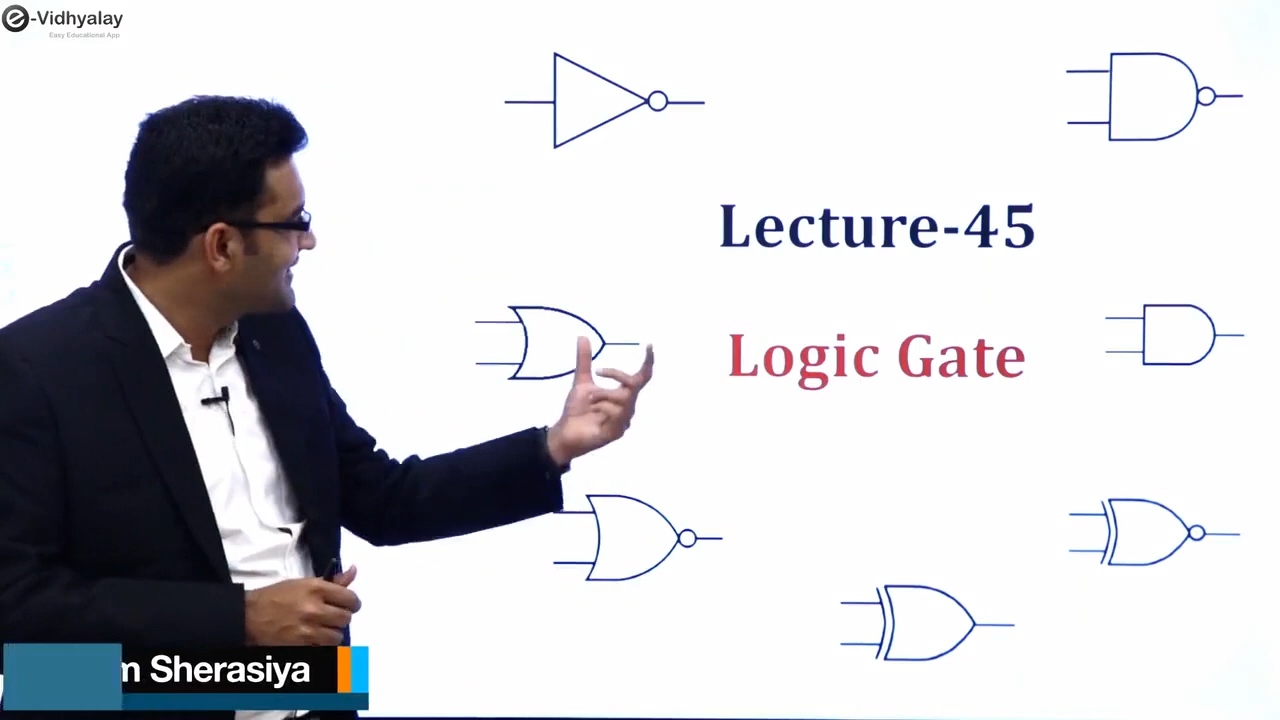 e-Vidhyalay
Easy Educational App
Lecture-45
Logic Gate
Sherasiya